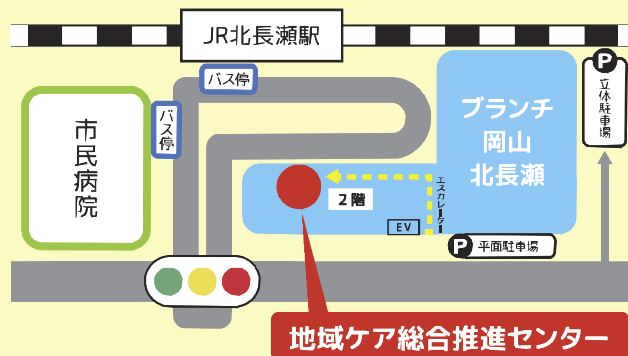 JR北長瀬駅
バス停
バス停
市民病院
ブランチ
岡山
北長瀬
P
立体駐車場
2階
エスカレーター
EV
P 平面駐車場
地域ケア総合推進センター